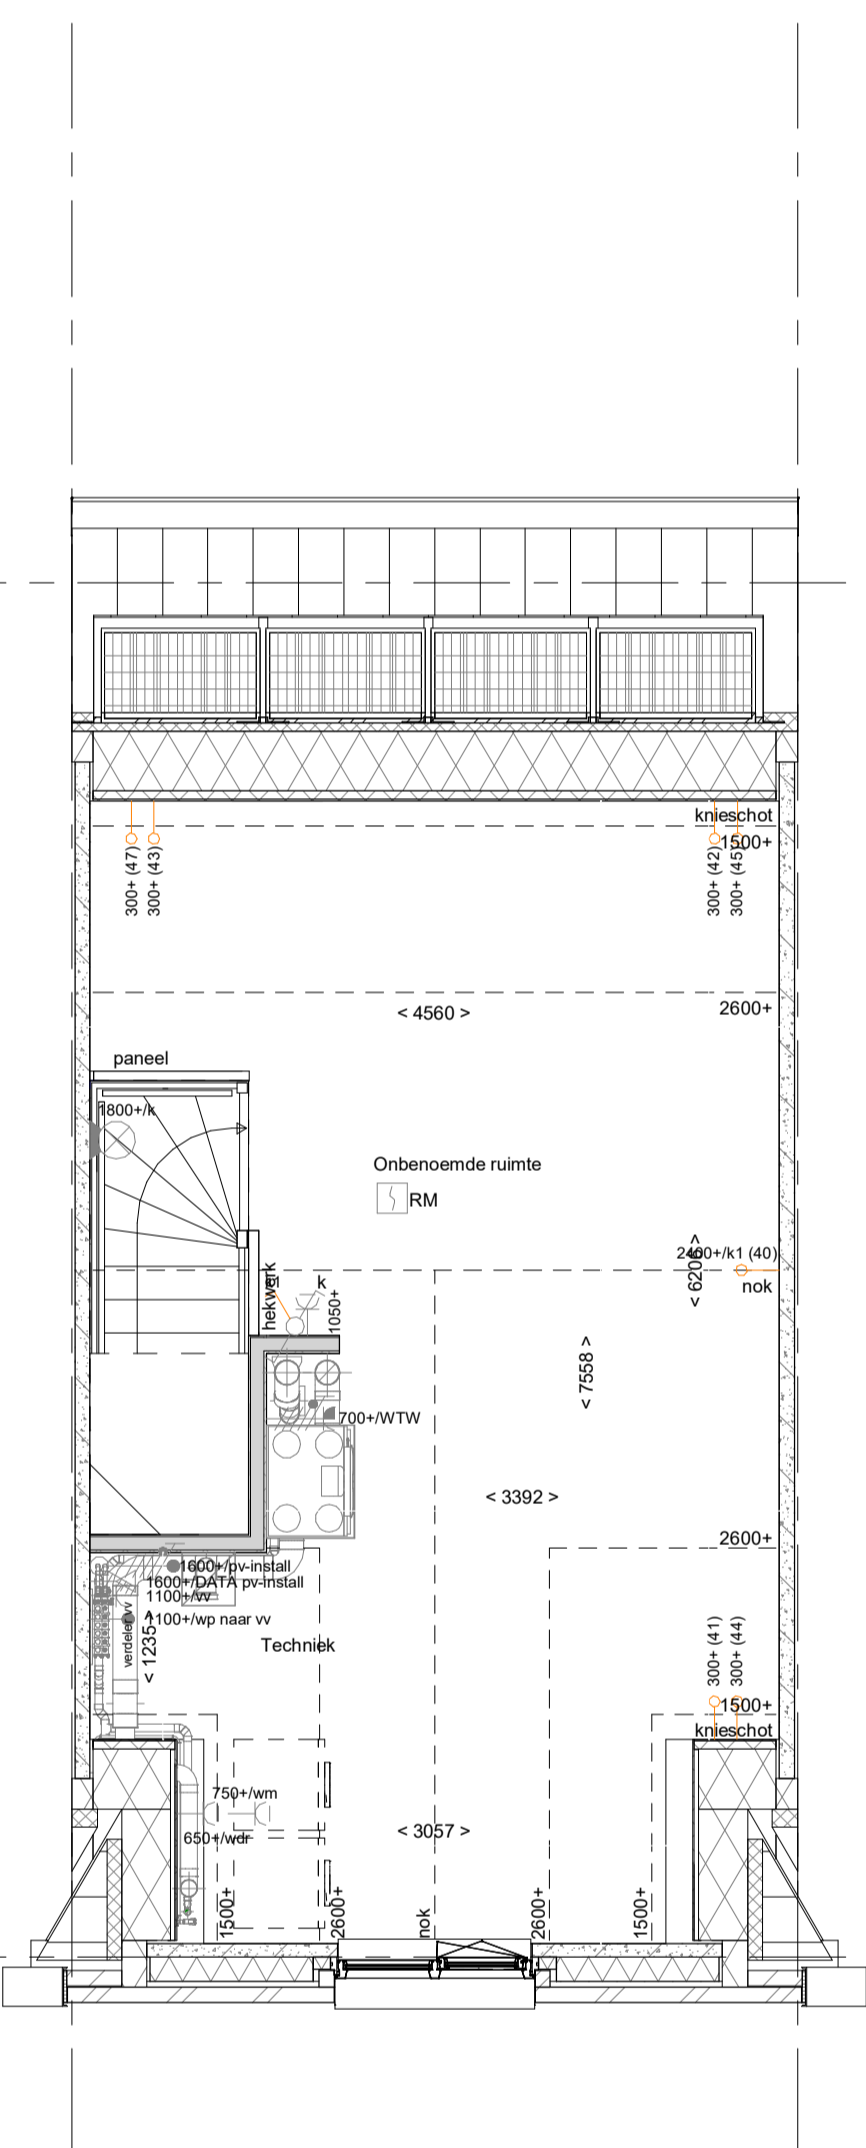 knieschot
1500+
300+ (47)
300+ (43)
300+ (42)
300+ (45)
2600+
< 4560 >
paneel
1800+/k
Onbenoemde ruimte
RM
2400+/k1 (40)
< 6206 >
nok
hekwerk
k
1050+
< 7558 >
700+/WTW
< 3392 >
2600+
1600+/pv-install
1600+/DATA pv-install
1100+/vv
1100+/wp naar vv
verdeler vv
< 1235 >
Techniek
300+ (41)
300+ (44)
1500+
knieschot
750+/wm
650+/wdr
< 3057 >
1500+
2600+
nok
2600+
1500+